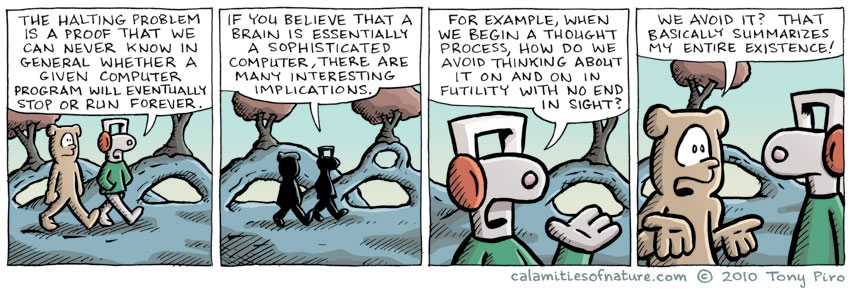 THE HALTING PROBLEM
IS A PROOF THAT WE
CAN NEVER KNOW IN
GENERAL WHETHER A
GIVEN COMPUTER
PROGRAM WILL EVENTUALLY
STOP OR RUN FOREVER.
IF YOU BELIEVE THAT A
BRAIN IS ESSENTIALLY
A SOPHISTICATED
COMPUTER, THERE ARE
MANY INTERESTING
IMPLICATIONS.
FOR EXAMPLE, WHEN
WE BEGIN A THOUGHT
PROCESS, HOW DO WE
AVOID THINKING ABOUT
IT ON AND ON IN
FUTILITY WITH NO END
IN SIGHT?
WE AVOID IT? THAT
BASICALLY SUMMARIZES
MY ENTIRE EXISTENCE!
calamitiesofnature.com © 2010 Tony Piro